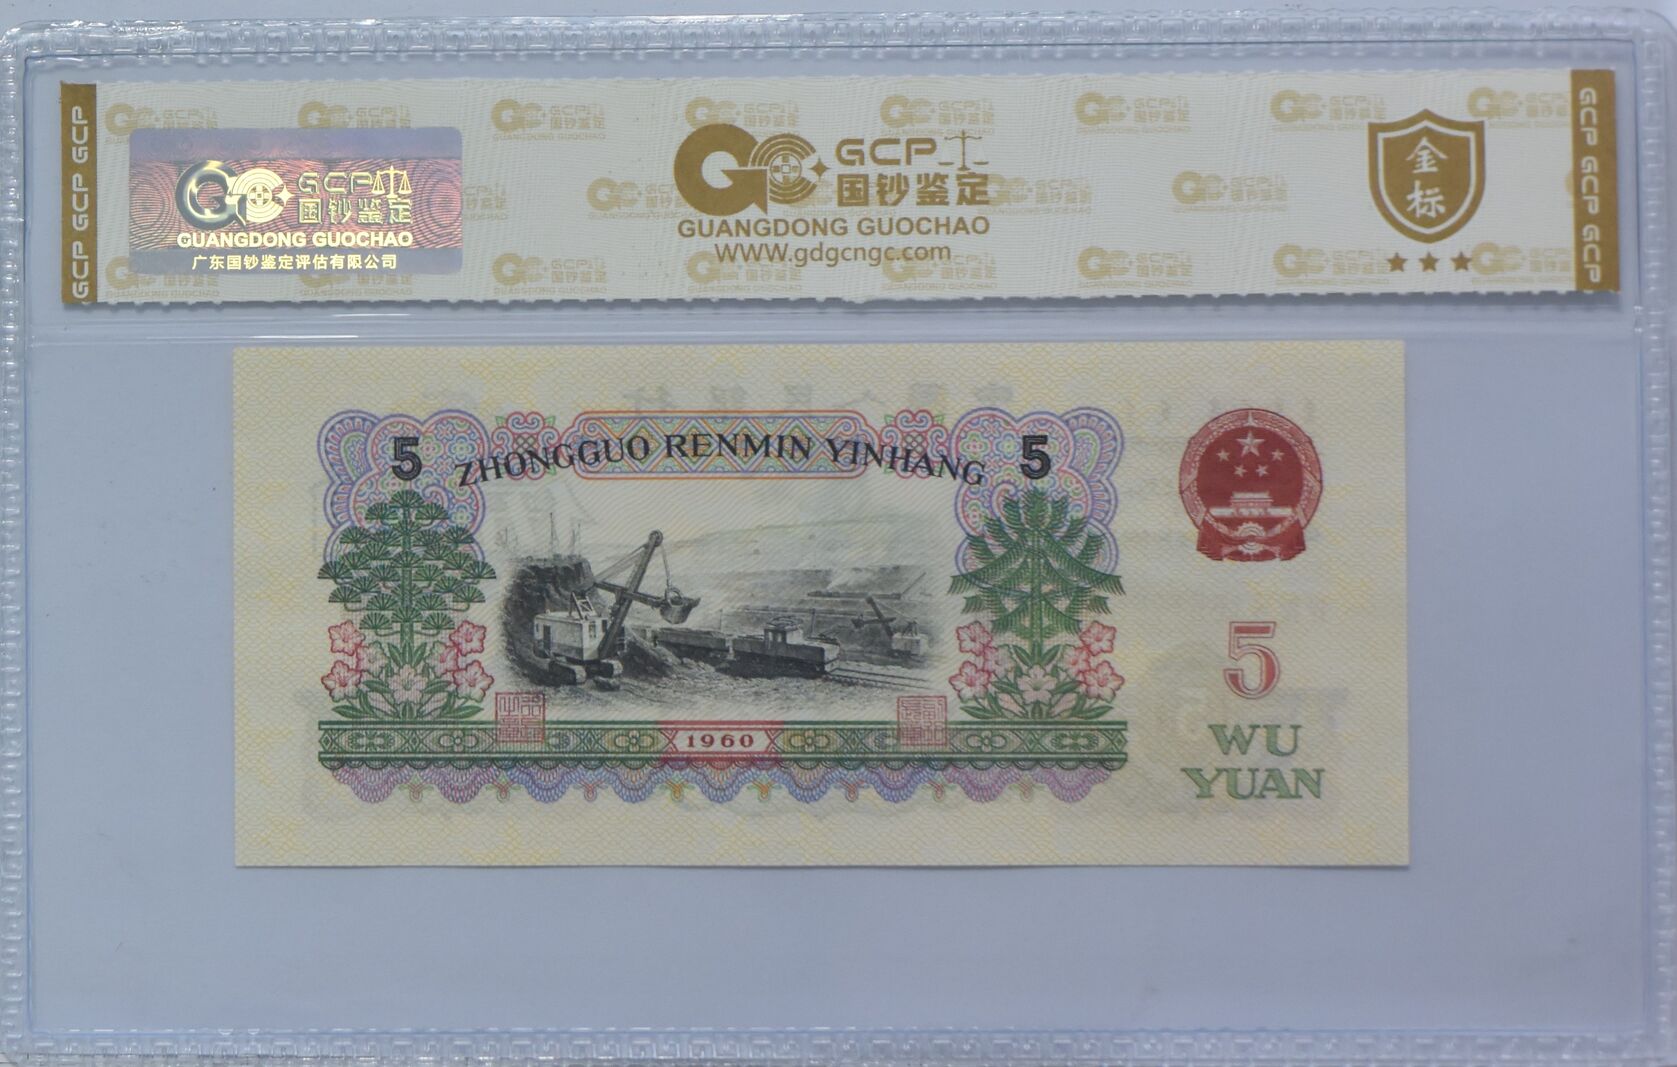 GCP GCP GCP
GCP 国钞鉴定
GUANGDONG GUOCHAO
广东国钞鉴定评估有限公司
GCP
国钞鉴定
GUANGDONG GUOCHAO
WWW.gdgcngc.com
金标
GCP GCP GCP
5 ZHONGGUO RENMIN YINHANG 5
1960
5
WU
YUAN